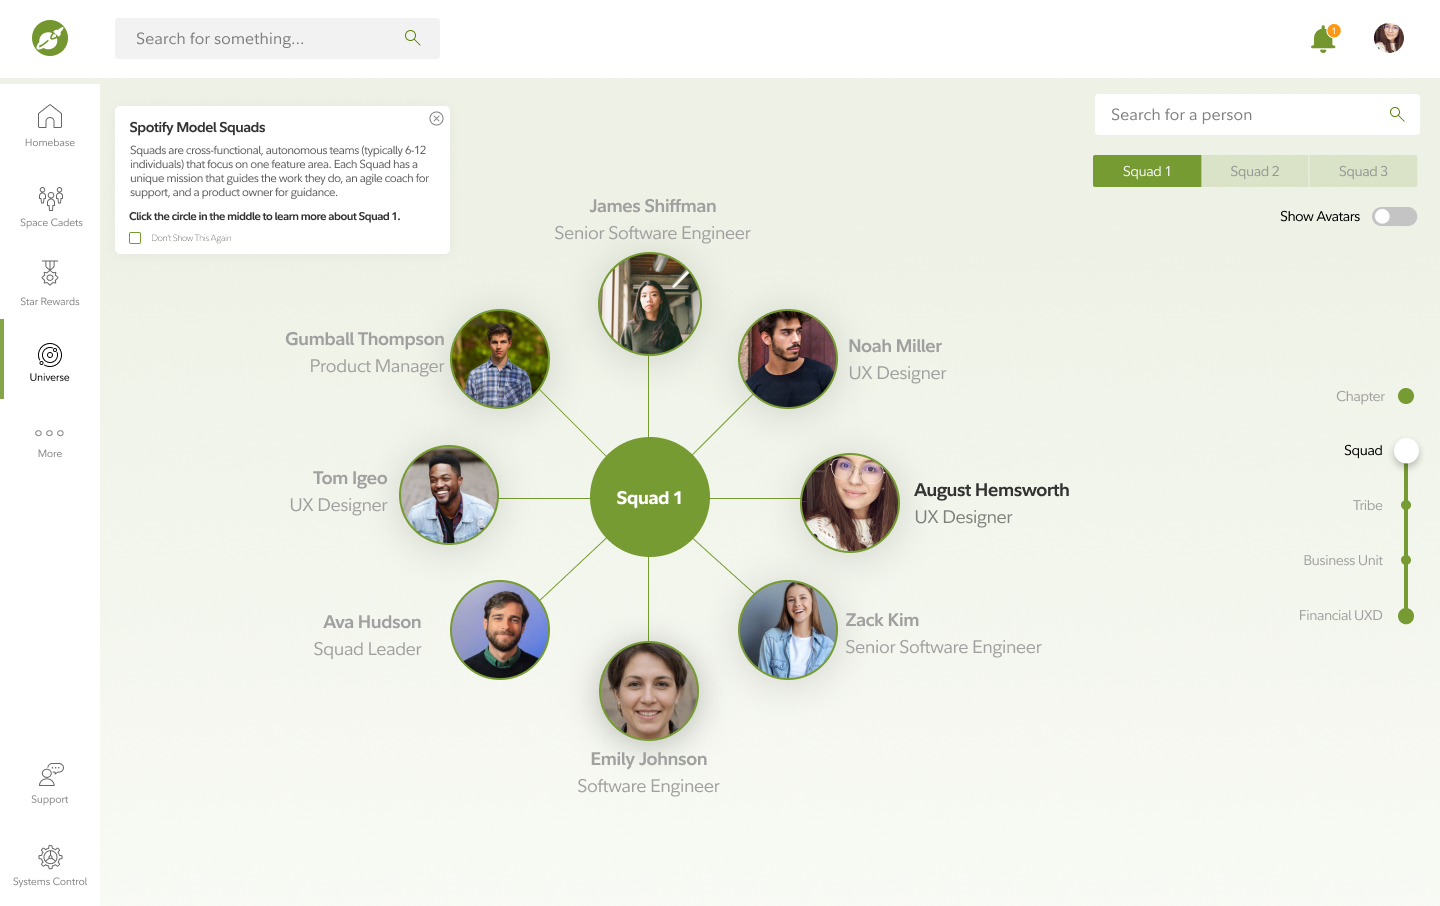 Search for something...
1
Homebase
Space Cadets
Star Rewards
Universe
More
Support
Systems Control
Spotify Model Squads
Squads are cross-functional, autonomous teams (typically 6-12
individuals) that focus on one feature area. Each Squad has a
unique mission that guides the work they do, an agile coach for
support, and a product owner for guidance.
Click the circle in the middle to learn more about Squad 1.
Don't Show This Again
Search for a person
Squad 1
Squad 2
Squad 3
Show Avatars
James Shiffman
Senior Software Engineer
Gumball Thompson
Product Manager
Noah Miller
UX Designer
Tom Igeo
UX Designer
Squad 1
August Hemsworth
UX Designer
Ava Hudson
Squad Leader
Zack Kim
Senior Software Engineer
Emily Johnson
Software Engineer
Chapter
Squad
Tribe
Business Unit
Financial UXD